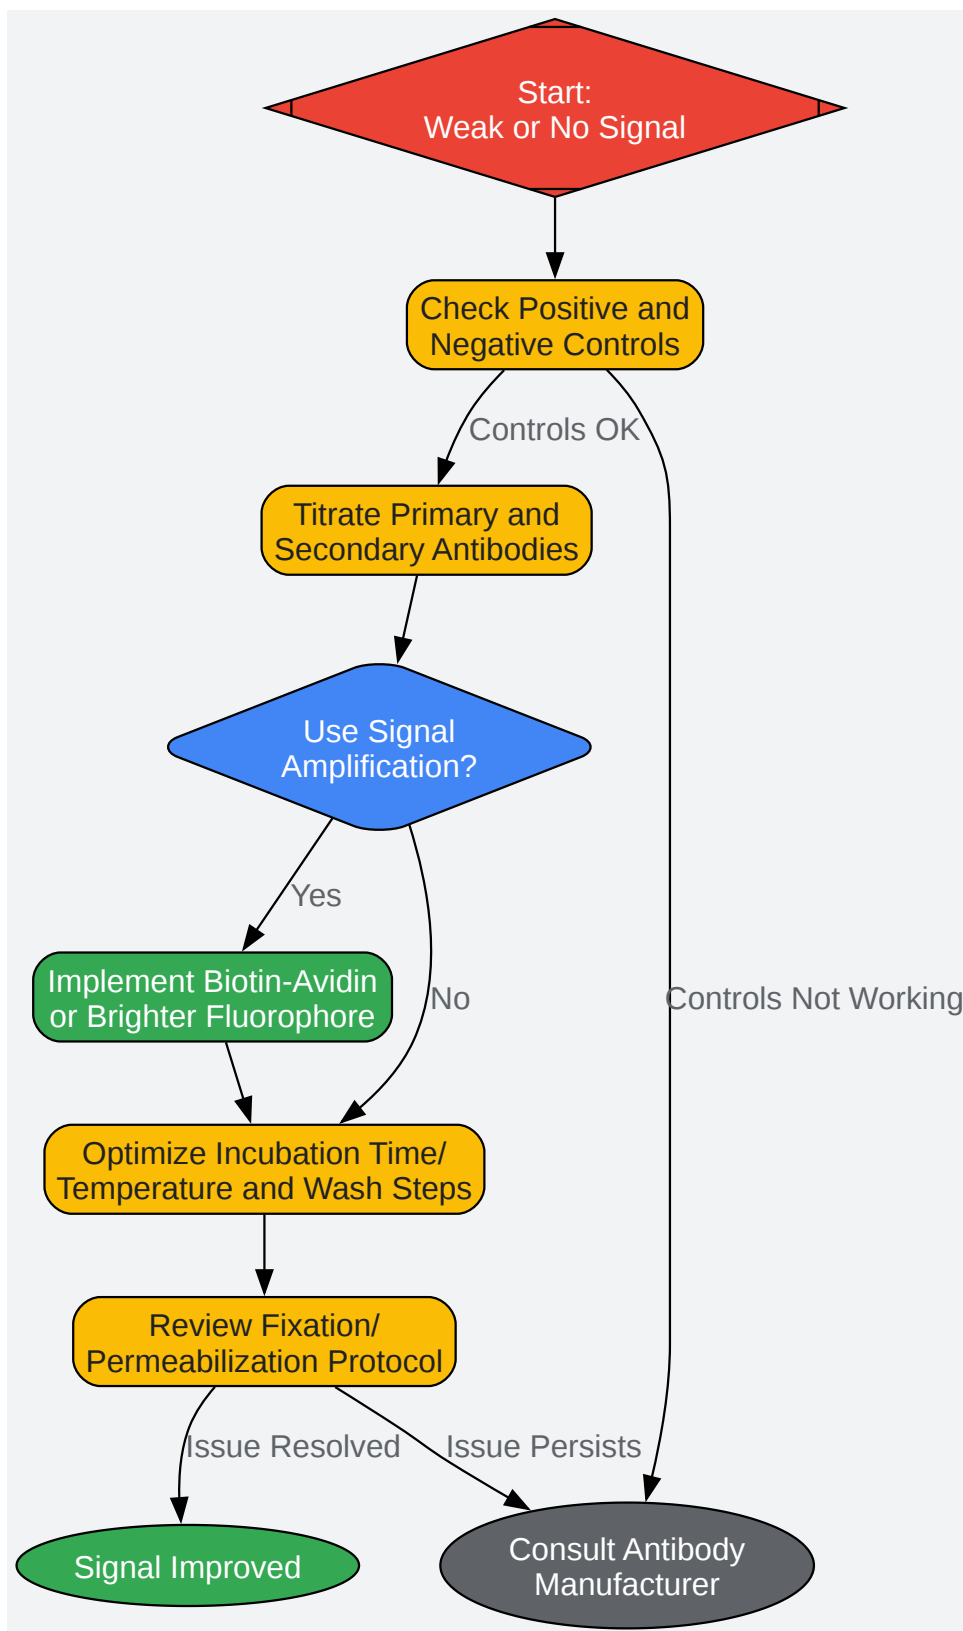 Start:
Weak or No Signal
Check Positive and
Negative Controls
Controls OK
Titrate Primary and
Secondary Antibodies
Use Signal
Amplification?
Yes
Implement Biotin-Avidin
or Brighter Fluorophore
No
Controls Not Working
Optimize Incubation Time/
Temperature and Wash Steps
Review Fixation/
Permeabilization Protocol
Issue Resolved
Issue Persists
Signal Improved
Consult Antibody
Manufacturer